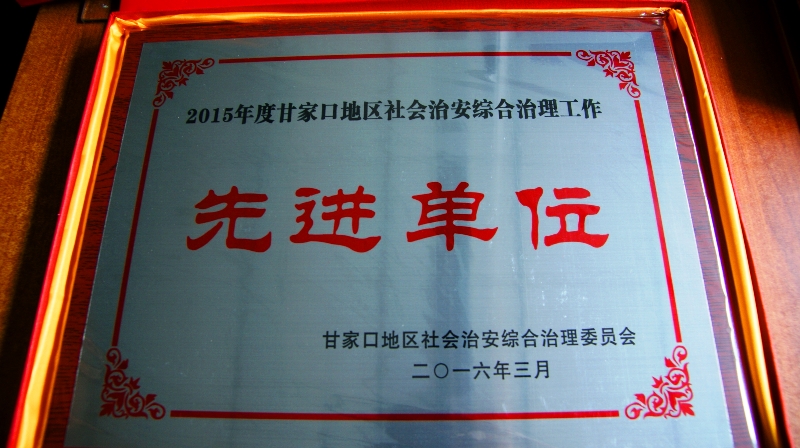 2015年度甘家口地区社会治安综合治理工作
先进单位
甘家口地区社会治安综合治理委员会
二〇一六年三月